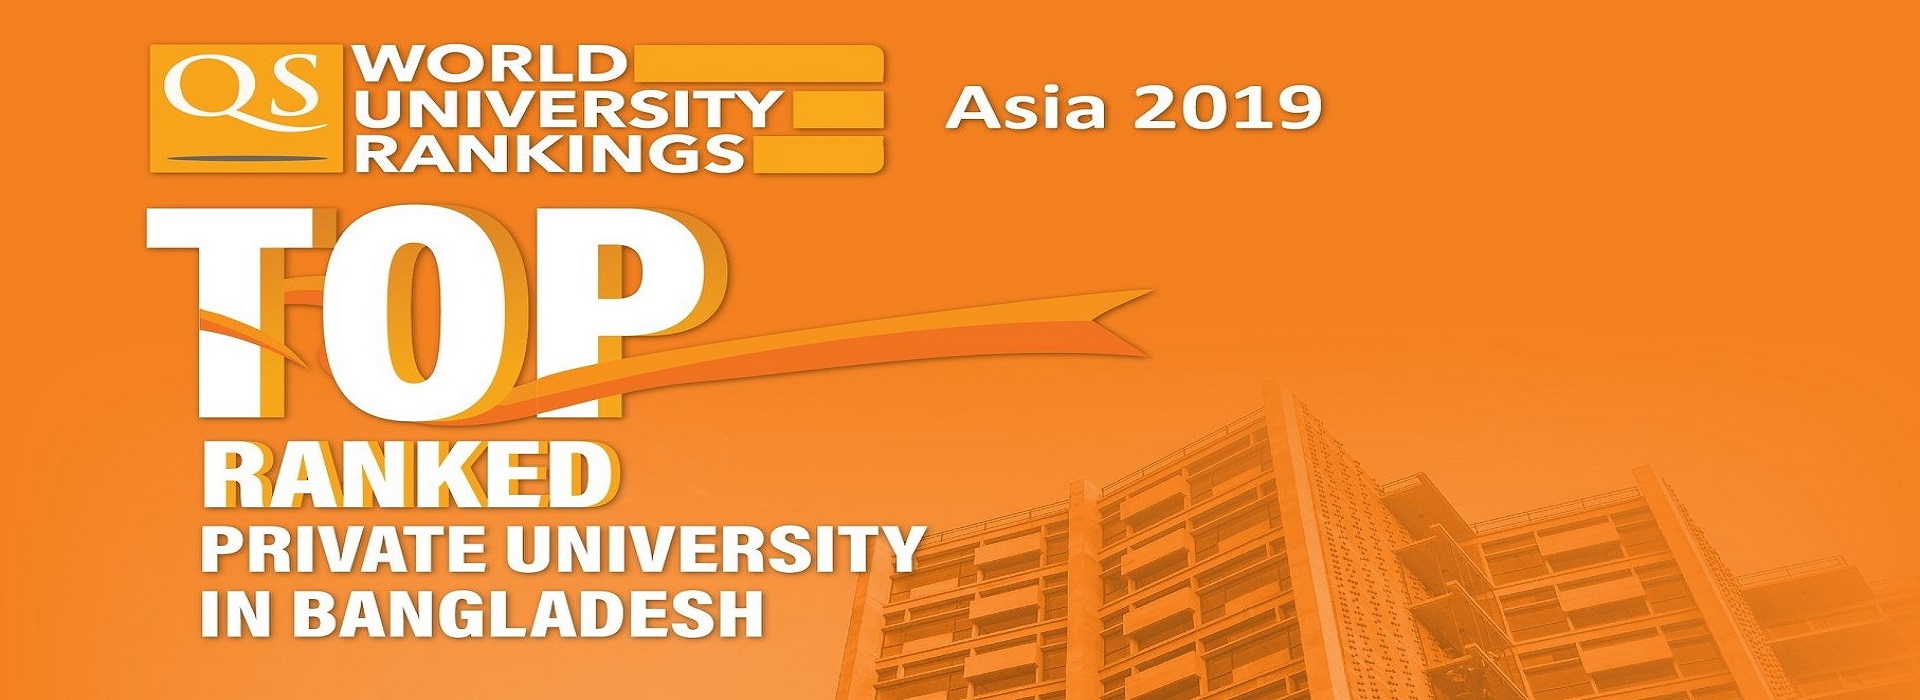 QS WORLD
UNIVERSITY
RANKINGS
Asia 2019
TOP
RANKED
PRIVATE UNIVERSITY
IN BANGLADESH